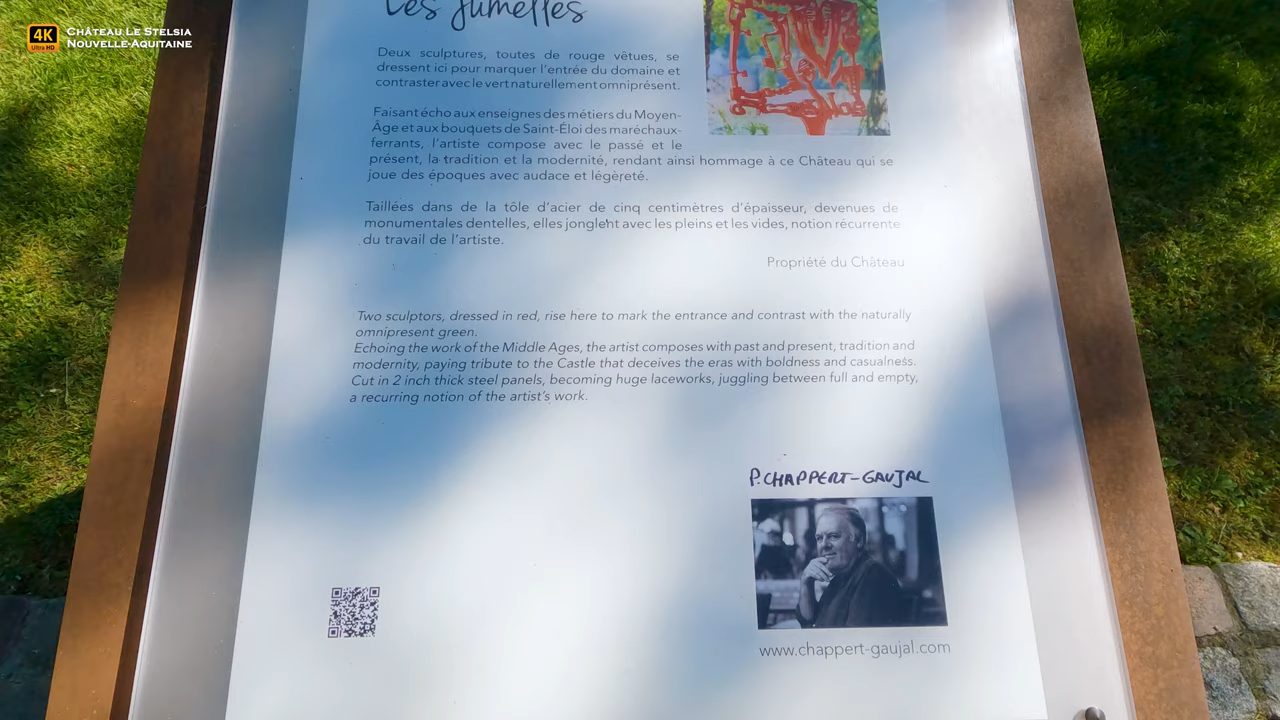 4K
Ultra HD
CHÂTEAU LE STELSIA
NOUVELLE-AQUITAINE
Les Jumelles
Deux sculptures, toutes de rouge vêtues, se
dressent ici pour marquer l'entrée du domaine et
contraster avec le vert naturellement omniprésent.
Faisant écho aux enseignes des métiers du Moyen-
Âge et aux bouquets de Saint-Éloi des maréchaux-
ferrants, l'artiste compose avec le passé et le
présent, la tradition et la modernité, rendant ainsi hommage à ce Château qui se
joue des époques avec audace et légèreté.
Taillées dans de la tôle d'acier de cinq centimètres d'épaisseur, devenues de
monumentales dentelles, elles jonglent avec les pleins et les vides, notion récurrente
du travail de l'artiste.
Propriété du Château
Two sculptors, dressed in red, rise here to mark the entrance and contrast with the naturally
omnipresent green.
Echoing the work of the Middle Ages, the artist composes with past and present, tradition and
modernity, paying tribute to the Castle that deceives the eras with boldness and casualness.
Cut in 2 inch thick steel panels, becoming huge laceworks, juggling between full and empty,
a recurring notion of the artist's work.
P. CHAPPERT-GAUJAL
www.chappert-gaujal.com